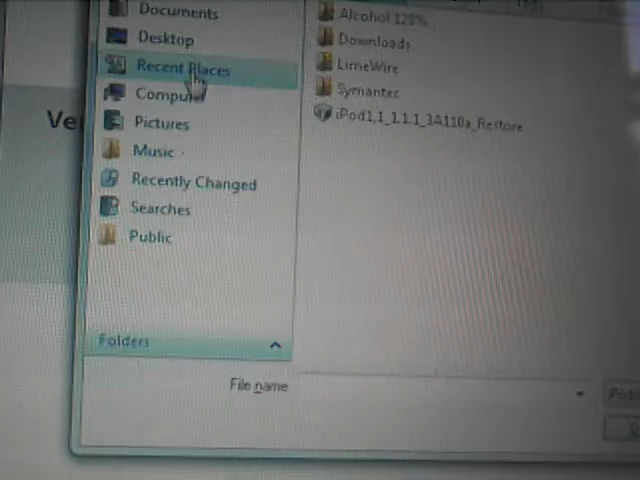 Documents
Desktop
Recent Places
Computer
Pictures
Music
Recently Changed
Searches
Public
Folders
Alcohol 120%
Downloads
LimeWire
Symantec
iPod1,1_1.1.1_3A110a_Restore
File name